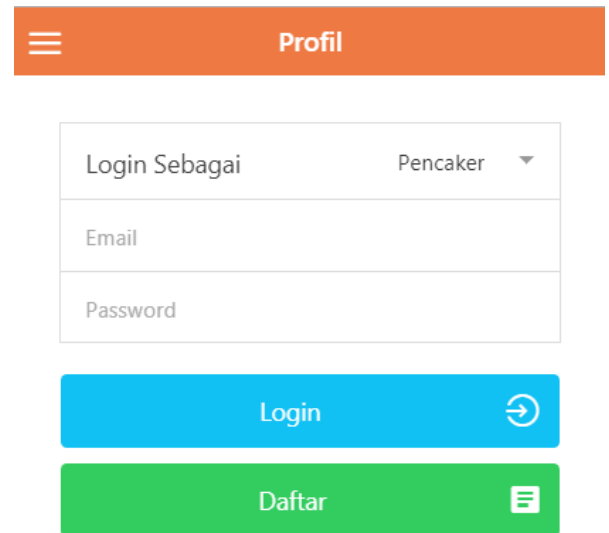 Profil
Login Sebagai Pencaker
Email
Password
Login
Daftar